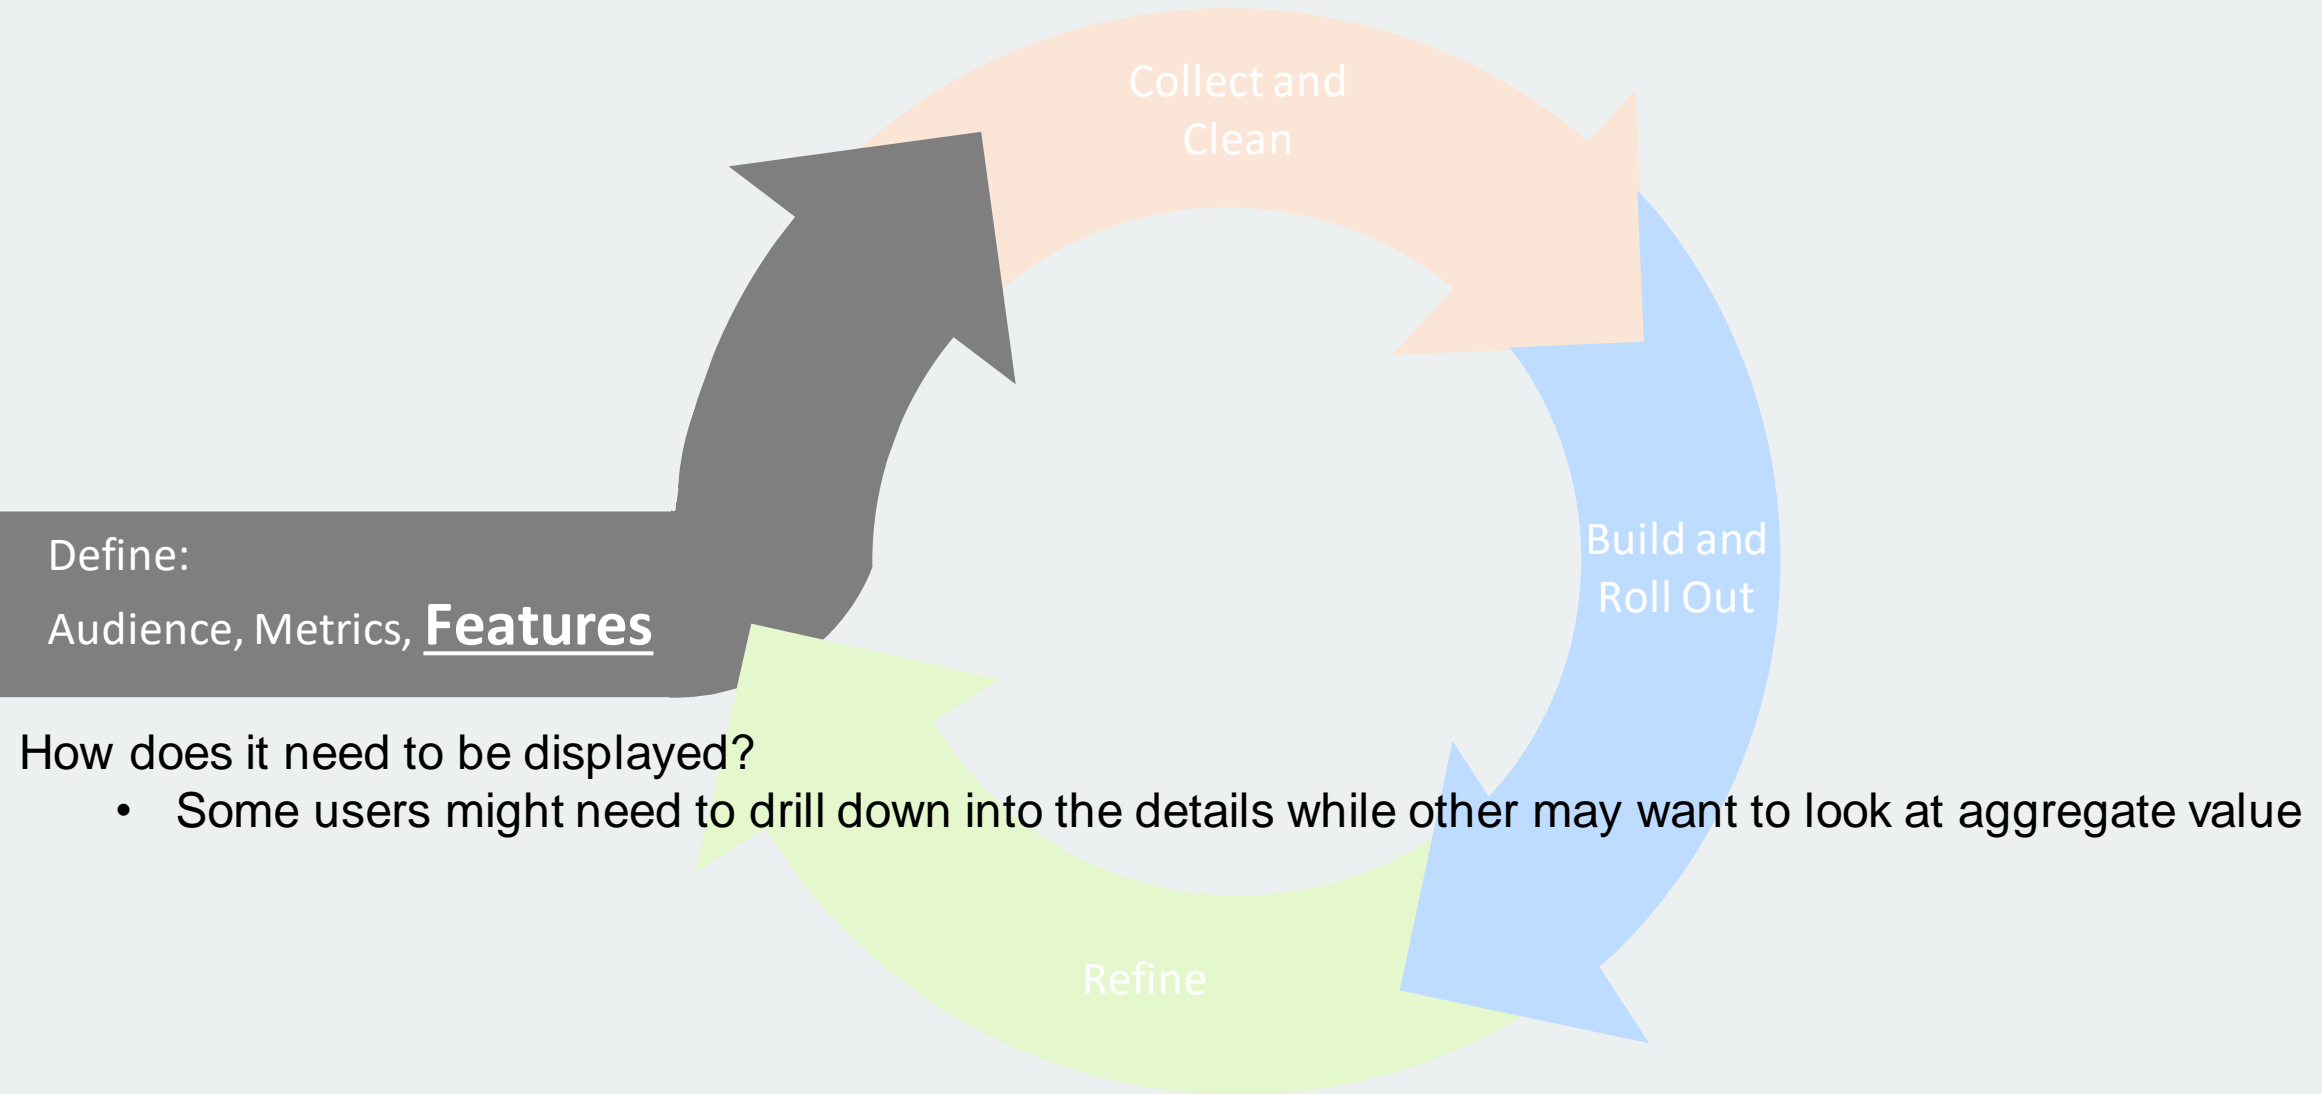 Collect and
Clean
Build and
Roll Out
Define:
Audience, Metrics, Features
How does it need to be displayed?
• Some users might need to drill down into the details while other may want to look at aggregate value
Refine